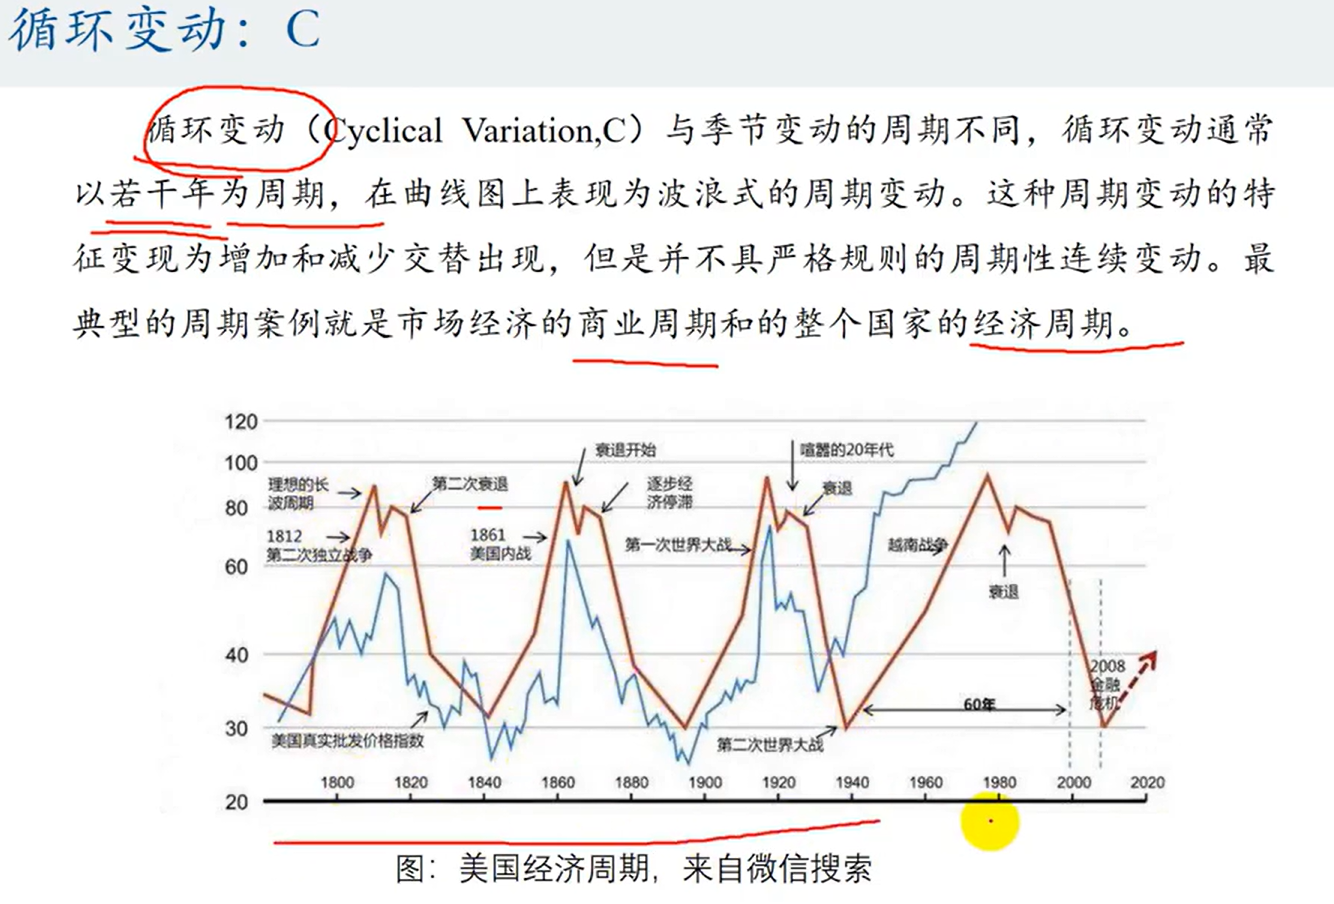 循环变动：C
循环变动（Cyclical Variation,C）与季节变动的周期不同，循环变动通常
以若干年为周期，在曲线图上表现为波浪式的周期变动。这种周期变动的特
征变现为增加和减少交替出现，但是并不具严格规则的周期性连续变动。最
典型的周期案例就是市场经济的商业周期和的整个国家的经济周期。
120
100
80
60
40
30
20
理想的长
波周期
1812
第二次独立战争
第二次衰退
美国真实批发价格指数
衰退开始
逐步经
济停滞
1861
美国内战
喧嚣的20年代
衰退
第一次世界大战
第二次世界大战
越南战争
衰退
60年
2008
金融
危机
1800 1820 1840 1860 1880 1900 1920 1940 1960 1980 2000 2020
图：美国经济周期，来自微信搜索